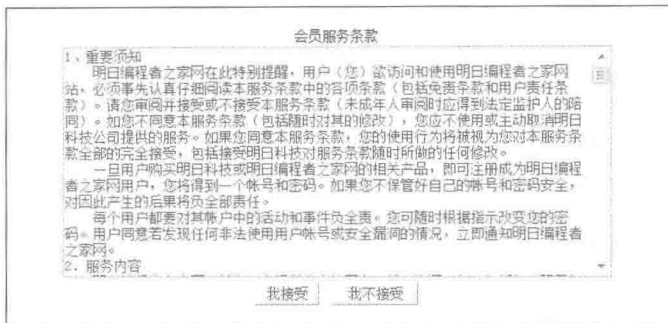 会员服务条款
1、重要须知
明日编程者之家网在此特别提醒，用户（您）欲访问和使用明日编程者之家网
站，必须事先认真仔细阅读本服务条款中的各项条款（包括免责条款和用户责任条
款）。请您审阅并接受或不接受本服务条款（未成年人审阅时应得到法定监护人的陪
同）。如您不同意本服务条款（包括随时对其的修改），您应不使用或主动取消明日
科技公司提供的服务。如果您同意本服务条款，您的使用行为将被视为您对本服务条
款全部的完全接受，包括接受明日科技对服务条款随时所做的任何修改。
一旦用户购买明日科技或明日编程者之家网的相关产品，即可注册成为明日编程
者之家网用户，您将得到一个帐号和密码。如果您不保管好自己的帐号和密码安全，
对因此产生的后果将负全部责任。
每个用户都要对其帐户中的活动和事件负全责。您可随时根据指示改变您的密
码。用户同意若发现任何非法使用用户帐号或安全漏洞的情况，立即通知明日编程者
之家网。
2．服务内容
我接受 我不接受